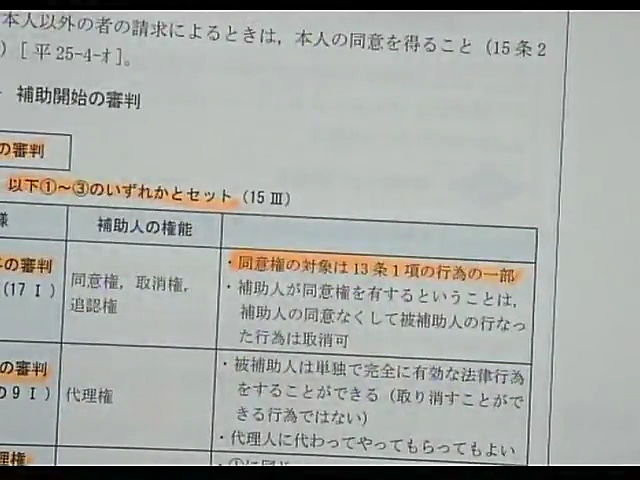 本人以外の者の請求によるときは，本人の同意を得ること（15条2
）[平25-4-オ]。
補助開始の審判
の審判
以下①～③のいずれかとセット（15Ⅲ）
様
補助人の権能
の審判
(17Ⅰ)
同意権，取消権，
追認権
・同意権の対象は13条1項の行為の一部
・補助人が同意権を有するということは，
補助人の同意なくして被補助人の行なっ
た行為は取消可
の審判
の9Ⅰ）
代理権
・被補助人は単独で完全に有効な法律行為
をすることができる（取り消すことがで
きる行為ではない）
・代理人に代わってやってもらってもよい
理権